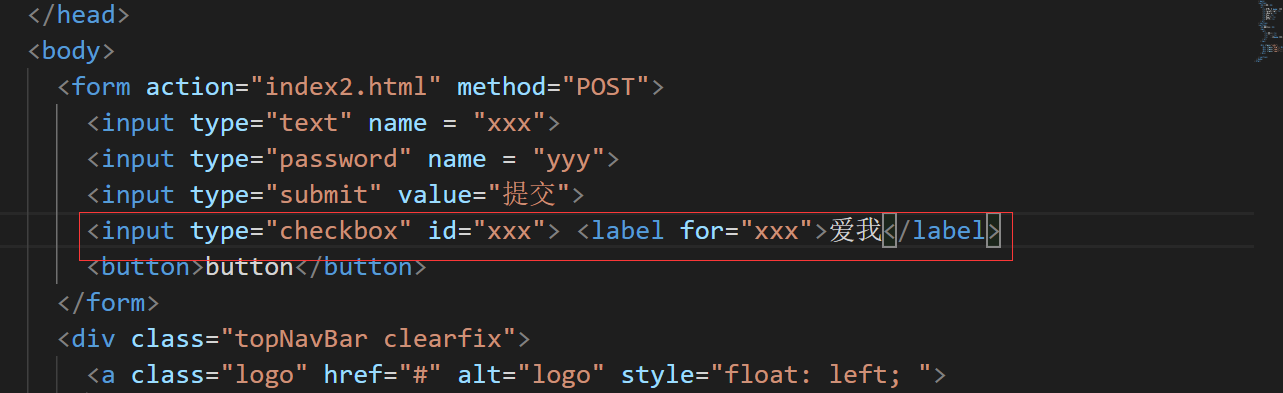 </head>
<body>
<form action="index2.html" method="POST">
<input type="text" name = "xxx">
<input type="password" name = "yyy">
<input type="submit" value="提交">
<input type="checkbox" id="xxx"> <label for="xxx">爱我</label>
<button>button</button>
</form>
<div class="topNavBar clearfix">
<a class="logo" href="#" alt="logo" style="float: left; ">